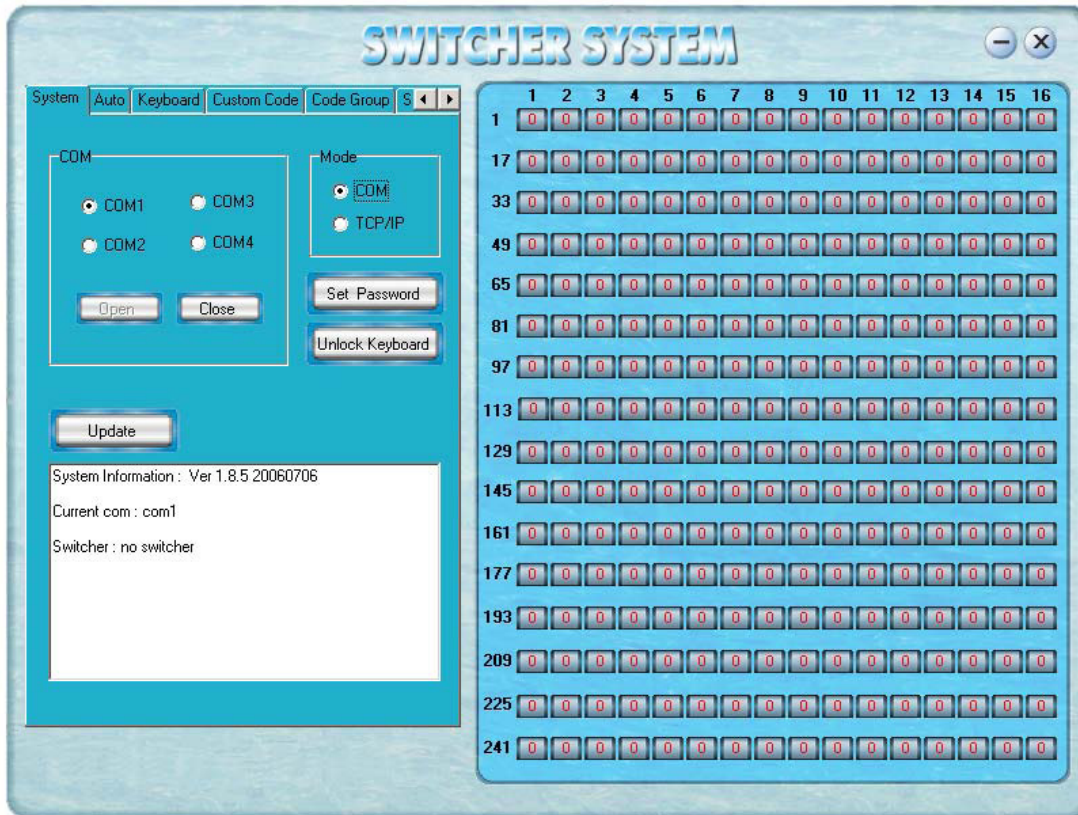 SWITCHER SYSTEM
System Auto Keyboard Custom Code Code Group S
COM
COM1 COM3
COM2 COM4
Open Close
Mode
COM
TCP/IP
Set Password
Unlock Keyboard
Update
System Information : Ver 1.8.5 20060706
Current com : com1
Switcher : no switcher
1 2 3 4 5 6 7 8 9 10 11 12 13 14 15 16
1 0 0 0 0 0 0 0 0 0 0 0 0 0 0 0 0
17 0 0 0 0 0 0 0 0 0 0 0 0 0 0 0 0
33 0 0 0 0 0 0 0 0 0 0 0 0 0 0 0 0
49 0 0 0 0 0 0 0 0 0 0 0 0 0 0 0 0
65 0 0 0 0 0 0 0 0 0 0 0 0 0 0 0 0
81 0 0 0 0 0 0 0 0 0 0 0 0 0 0 0 0
97 0 0 0 0 0 0 0 0 0 0 0 0 0 0 0 0
113 0 0 0 0 0 0 0 0 0 0 0 0 0 0 0 0
129 0 0 0 0 0 0 0 0 0 0 0 0 0 0 0 0
145 0 0 0 0 0 0 0 0 0 0 0 0 0 0 0 0
161 0 0 0 0 0 0 0 0 0 0 0 0 0 0 0 0
177 0 0 0 0 0 0 0 0 0 0 0 0 0 0 0 0
193 0 0 0 0 0 0 0 0 0 0 0 0 0 0 0 0
209 0 0 0 0 0 0 0 0 0 0 0 0 0 0 0 0
225 0 0 0 0 0 0 0 0 0 0 0 0 0 0 0 0
241 0 0 0 0 0 0 0 0 0 0 0 0 0 0 0 0